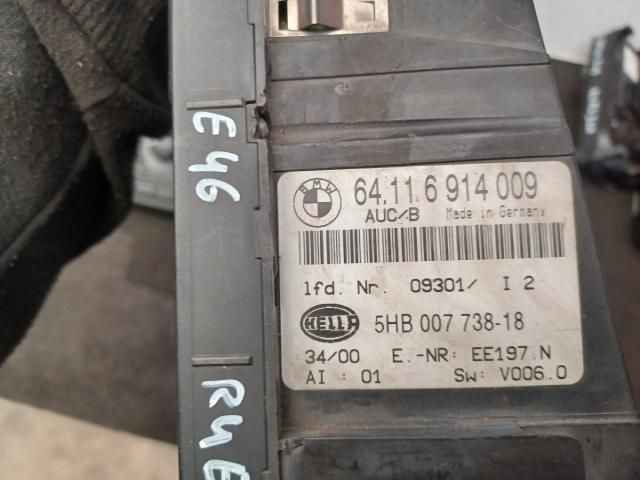 E46
BMW
64.11 6 914 009
AUC/B Made in Germany
lfd. Nr. 09301/ I 2
HELLA
5HB 007 738-18
34/00 E.-NR: EE197.N
AI : 01 SW: V006.0